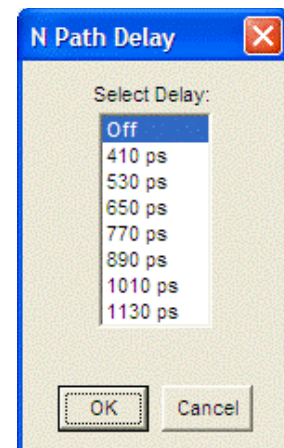 N Path Delay
Select Delay:
Off
410 ps
530 ps
650 ps
770 ps
890 ps
1010 ps
1130 ps
OK Cancel